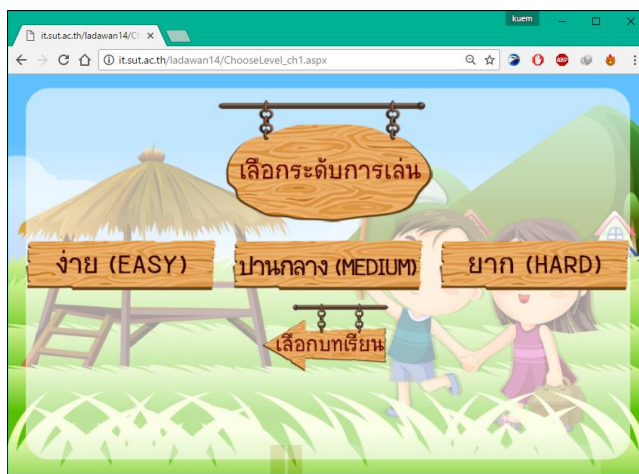 kuem
it.sut.ac.th/ladawan14/Ch
it.sut.ac.th/ladawan14/ChooseLevel_ch1.aspx
ABP
เลือกระดับการเล่น
ง่าย (EASY) ปานกลาง (MEDIUM) ยาก (HARD)
เลือกบทเรียน